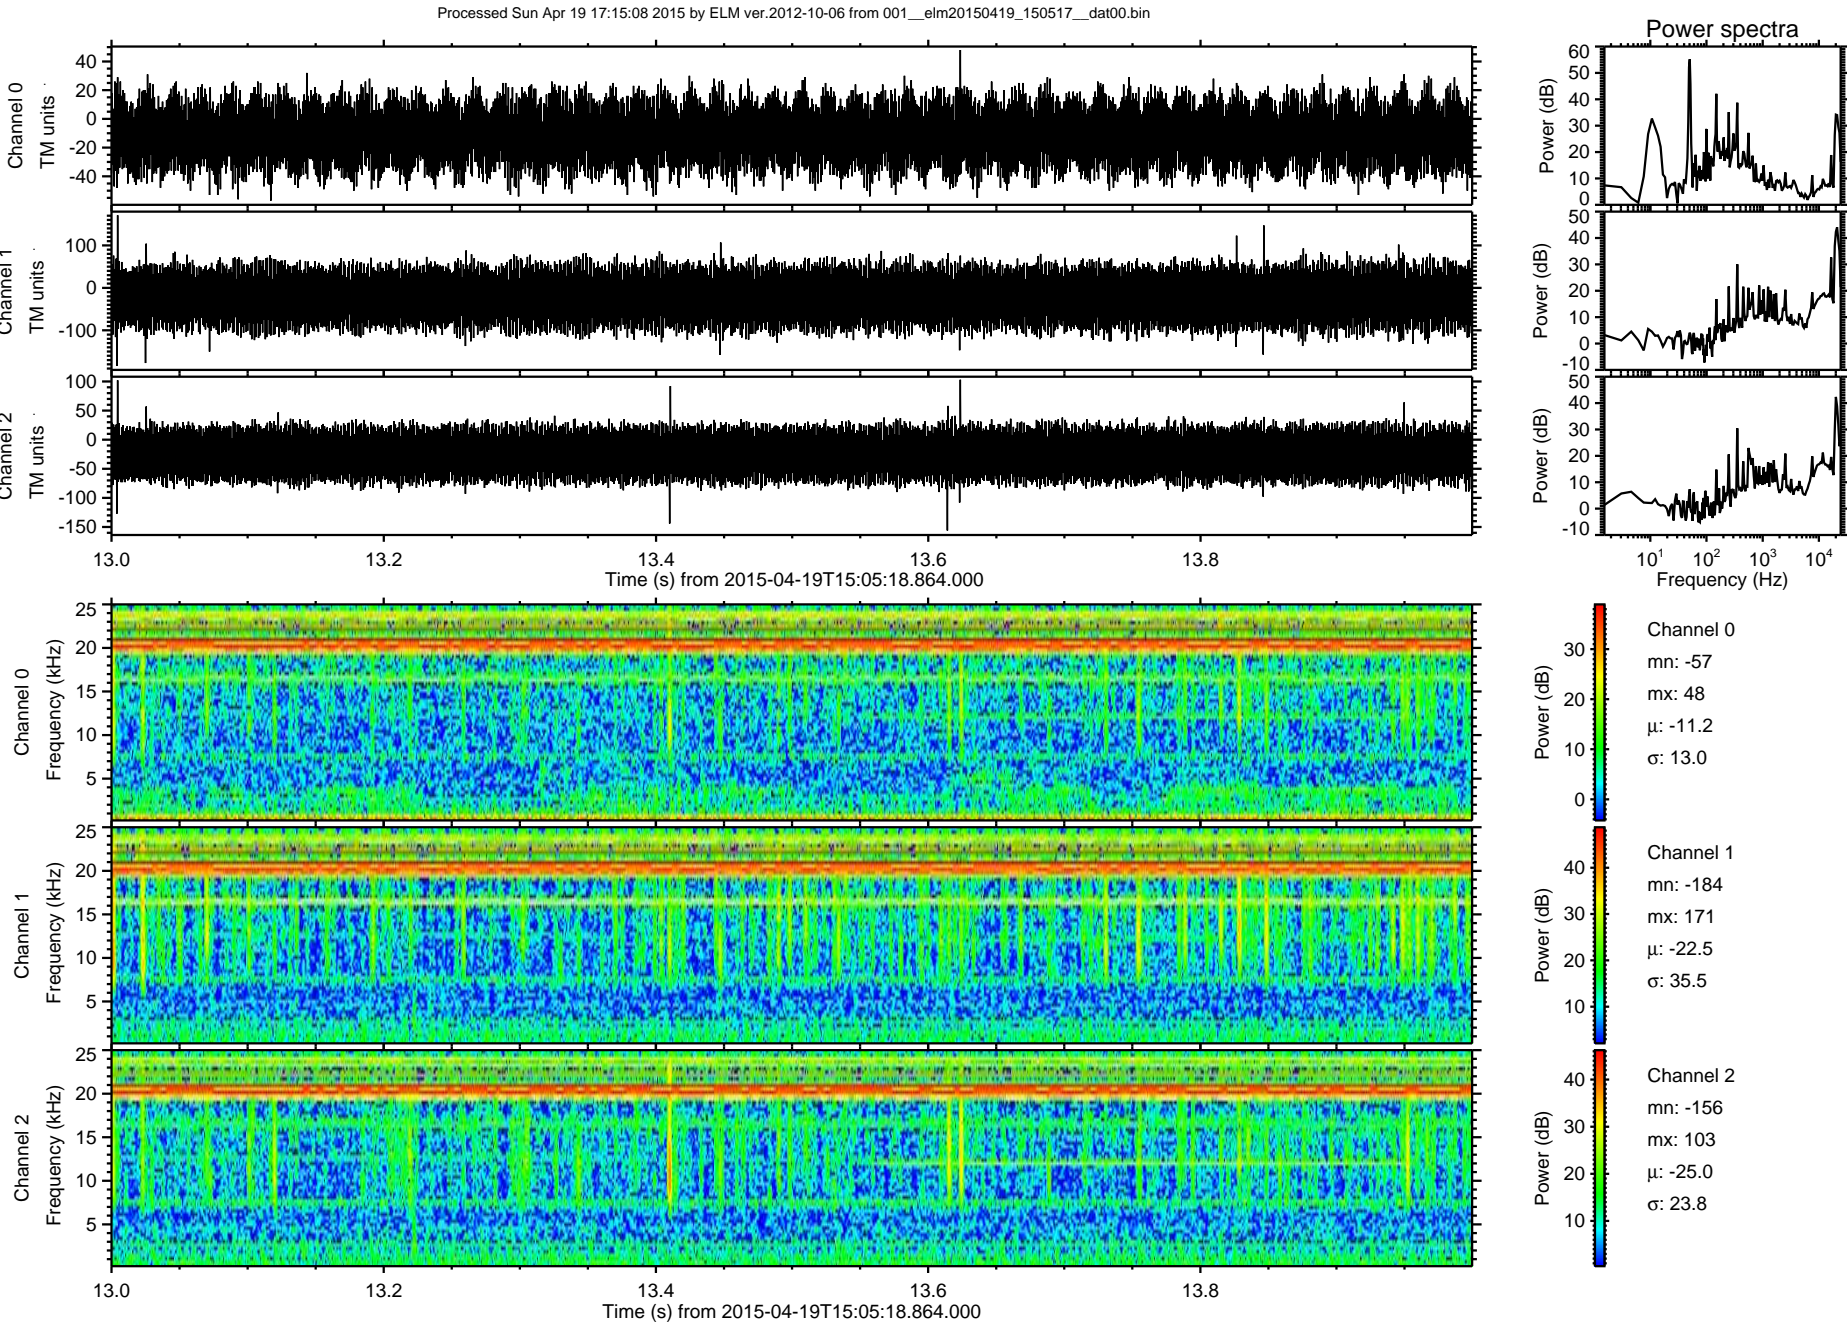 Processed Sun Apr 19 17:15:08 2015 by ELM ver.2012-10-06 from 001__elm20150419_150517__dat00.bin
Power spectra
Channel 0
TM units
40
20
0
-20
-40
Power (dB)
60
50
40
30
20
10
0
Channel 1
TM units
100
0
-100
Power (dB)
50
40
30
20
10
0
-10
Channel 2
TM units
100
50
0
-50
-100
-150
Power (dB)
50
40
30
20
10
0
-10
13.0 13.2 13.4 13.6 13.8
Time (s) from 2015-04-19T15:05:18.864.000
10¹ 10² 10³ 10⁴
Frequency (Hz)
Channel 0
Frequency (kHz)
25
20
15
10
5
Power (dB)
30
20
10
0
Channel 0
mn: -57
mx: 48
μ: -11.2
σ: 13.0
Channel 1
Frequency (kHz)
25
20
15
10
5
Power (dB)
40
30
20
10
Channel 1
mn: -184
mx: 171
μ: -22.5
σ: 35.5
Channel 2
Frequency (kHz)
25
20
15
10
5
Power (dB)
40
30
20
10
Channel 2
mn: -156
mx: 103
μ: -25.0
σ: 23.8
13.0 13.2 13.4 13.6 13.8
Time (s) from 2015-04-19T15:05:18.864.000